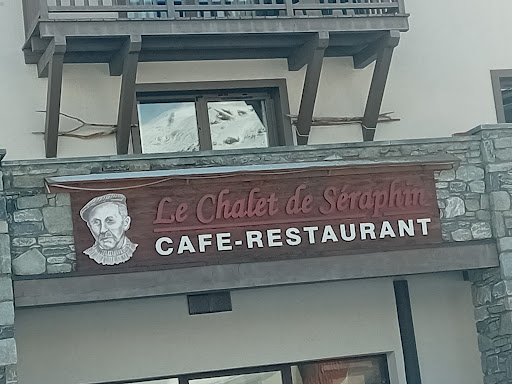 Le Chalet de Séraphin
CAFE-RESTAURANT